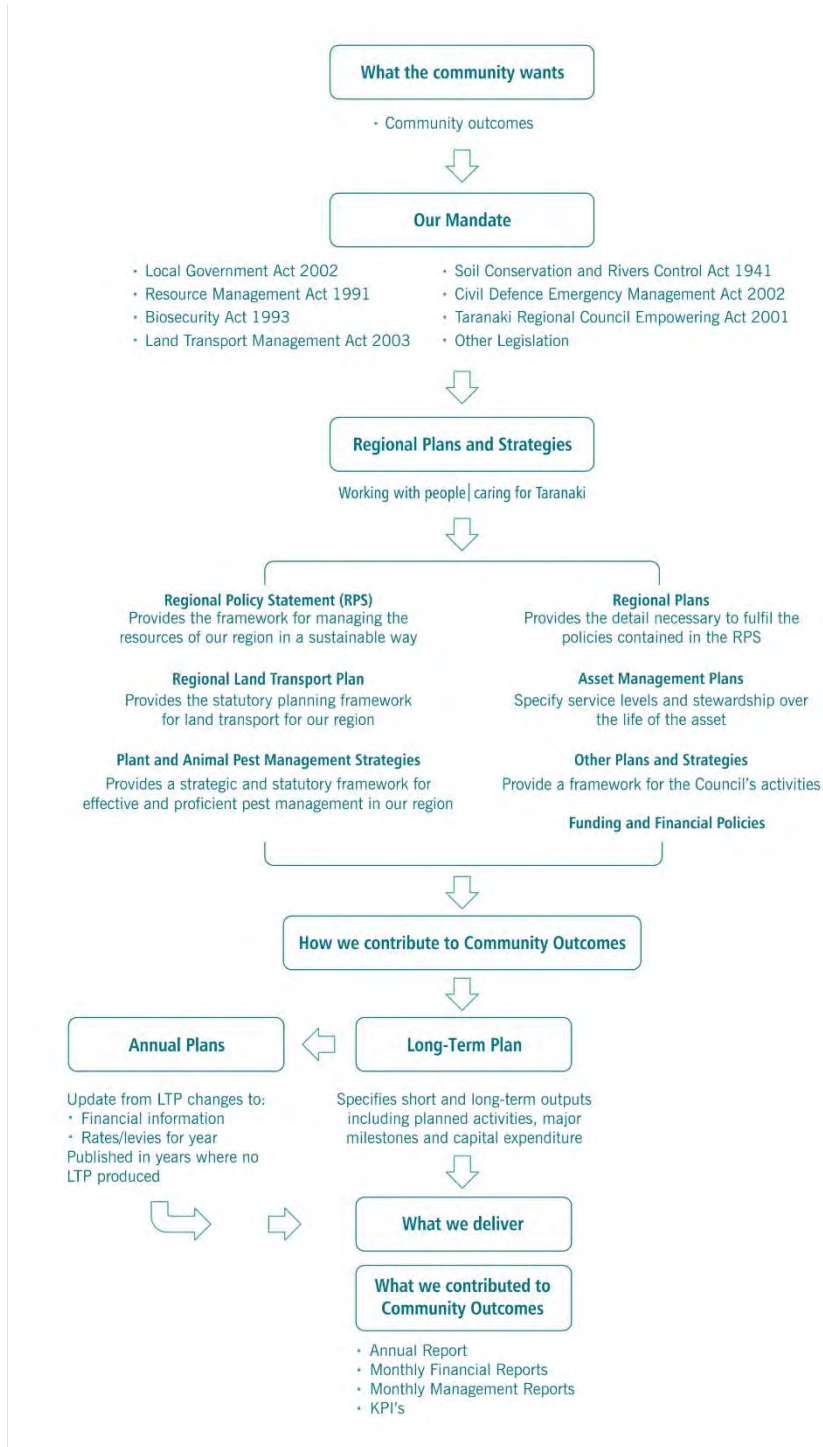 What the community wants
· Community outcomes
Our Mandate
· Local Government Act 2002
· Resource Management Act 1991
· Biosecurity Act 1993
· Land Transport Management Act 2003
· Soil Conservation and Rivers Control Act 1941
· Civil Defence Emergency Management Act 2002
· Taranaki Regional Council Empowering Act 2001
· Other Legislation
Regional Plans and Strategies
Working with people | caring for Taranaki
Regional Policy Statement (RPS)
Provides the framework for managing the
resources of our region in a sustainable way
Regional Land Transport Plan
Provides the statutory planning framework
for land transport for our region
Plant and Animal Pest Management Strategies
Provides a strategic and statutory framework for
effective and proficient pest management in our region
Regional Plans
Provides the detail necessary to fulfil the
policies contained in the RPS
Asset Management Plans
Specify service levels and stewardship over
the life of the asset
Other Plans and Strategies
Provide a framework for the Council's activities
Funding and Financial Policies
How we contribute to Community Outcomes
Annual Plans
Update from LTP changes to:
· Financial information
· Rates/levies for year
Published in years where no
LTP produced
Long-Term Plan
Specifies short and long-term outputs
including planned activities, major
milestones and capital expenditure
What we deliver
What we contributed to
Community Outcomes
· Annual Report
· Monthly Financial Reports
· Monthly Management Reports
· KPI's